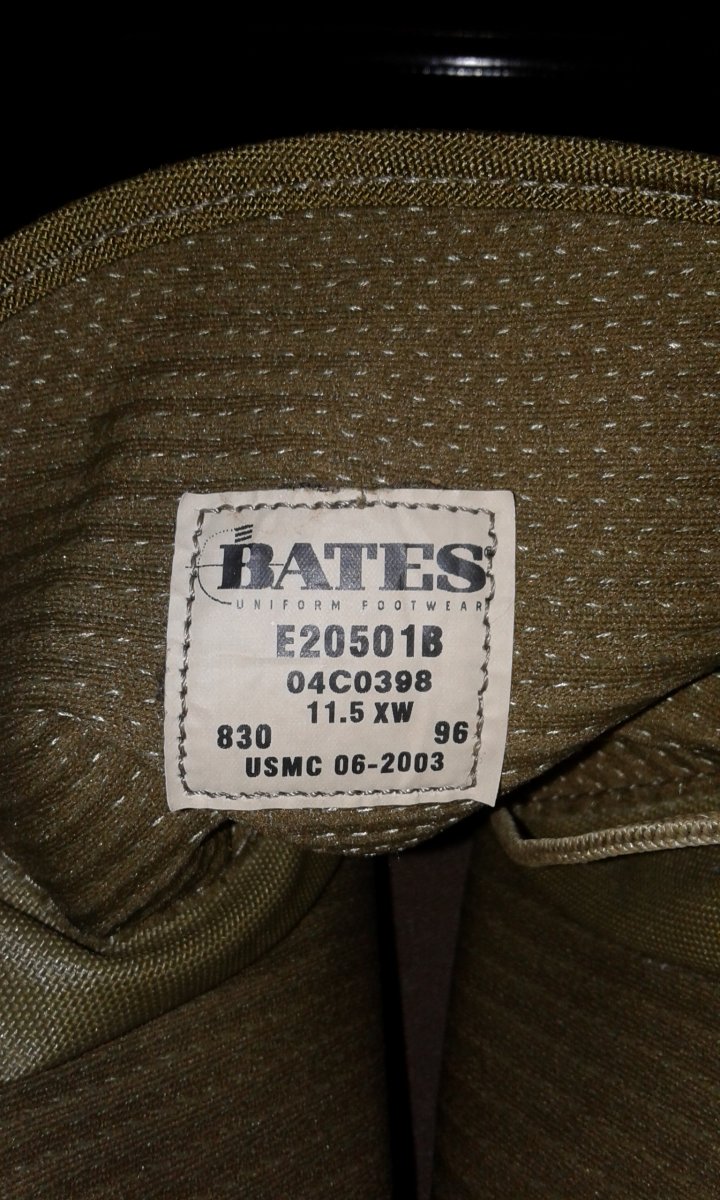 BATES
UNIFORM FOOTWEAR
E20501B
04C0398
11.5 XW
830 96
USMC 06-2003